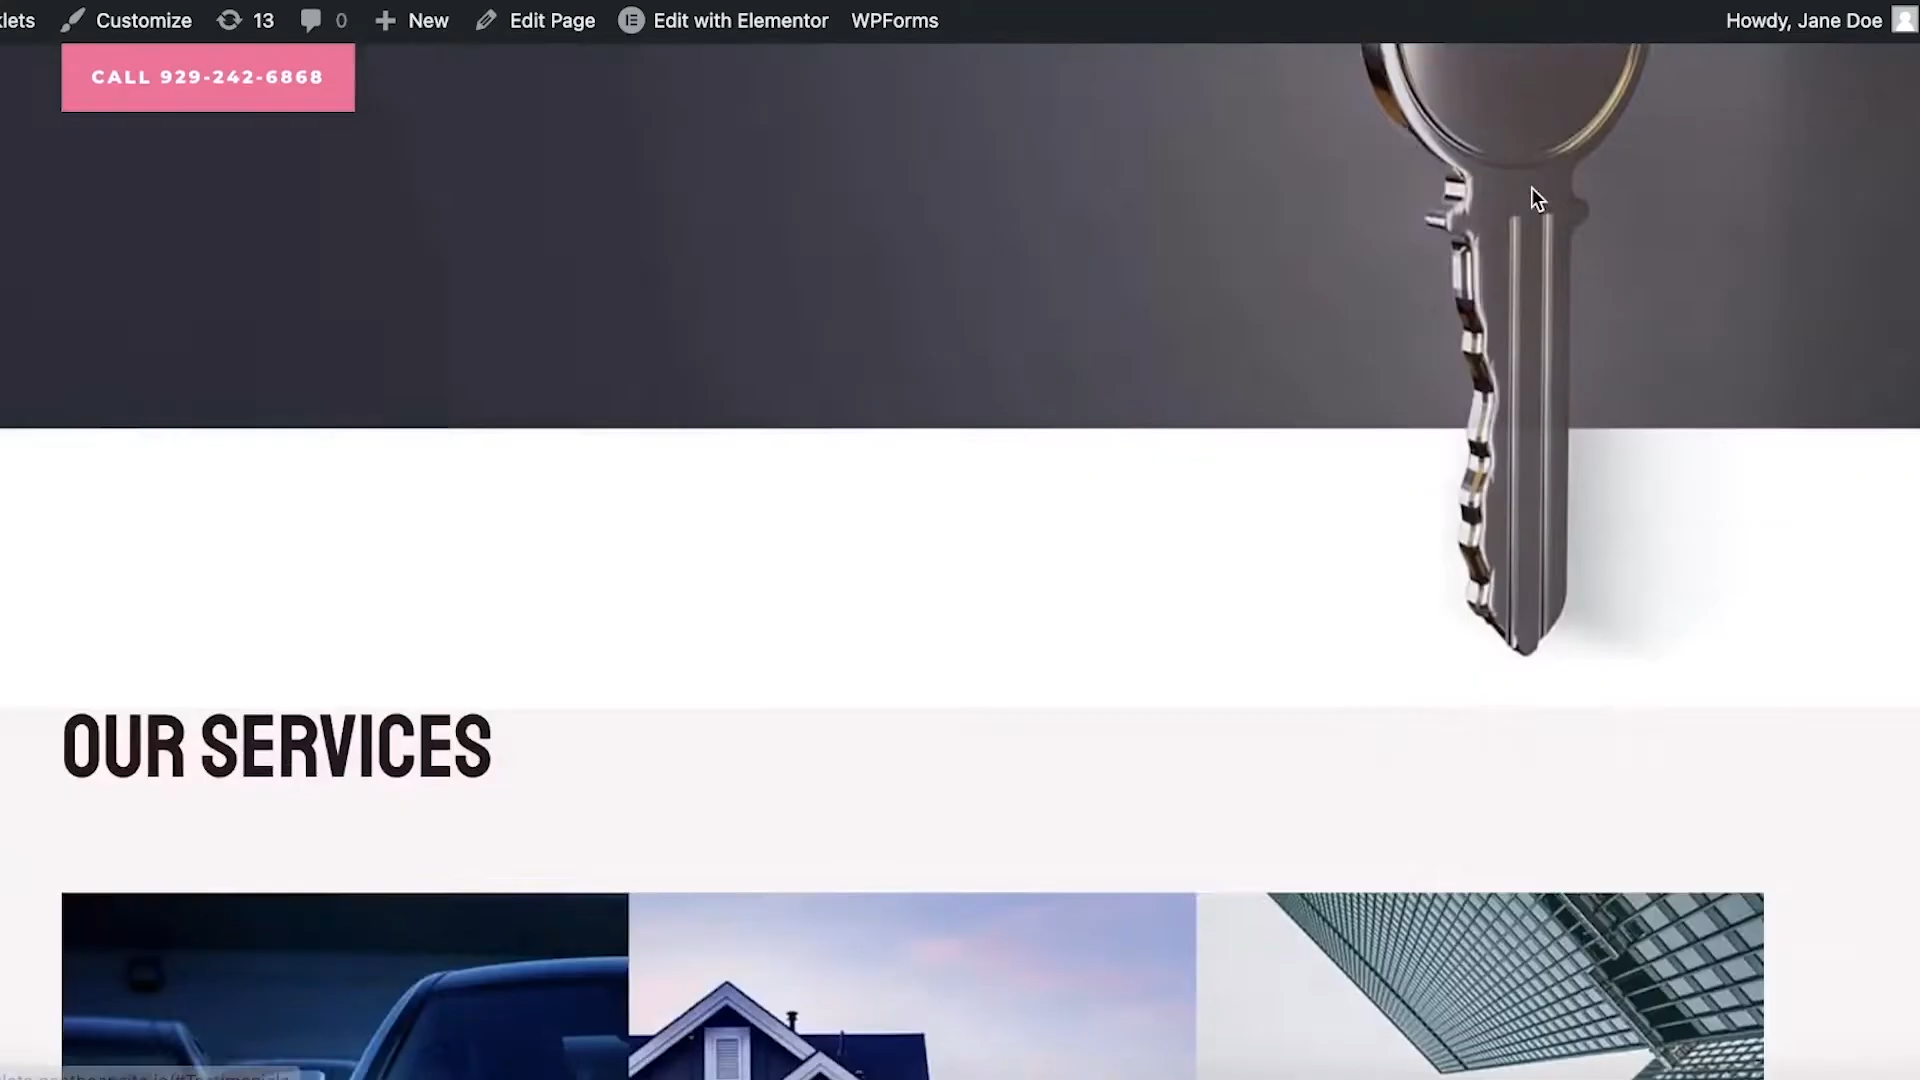 Customize 13 0 New Edit Page Edit with Elementor WPForms Howdy, Jane Doe
CALL 929-242-6868
OUR SERVICES